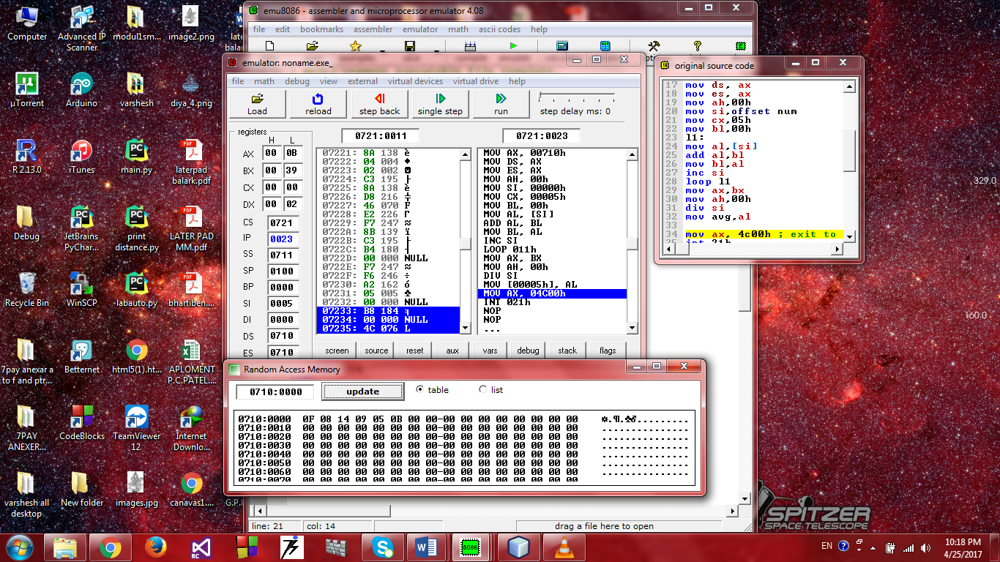 Computer
Advanced IP Scanner
modul1sm...
image2.png
µTorrent
Arduino
varshesh
diya_4.png
R 2.13.0
iTunes
main.py
laterpad balark.pdf
Debug
JetBrains PyChar...
print distance.py
LATER PAD MM.pdf
Recycle Bin
WinSCP
labauto.py
bhartiben....
7pay anexar a to f and ptr...
Betternet
html5(1).ht...
APLOMENT P.C.PATEL....
7PAY ANEXER...
CodeBlocks
TeamViewer 12
Internet Downlo...
varshesh all desktop
New folder
images.jpg
canavas1....
emu8086 - assembler and microprocessor emulator 4.08
file edit bookmarks assembler emulator math ascii codes help
emulator: noname.exe_
file math debug view external virtual devices virtual drive help
Load reload step back single step run step delay ms: 0
registers
H L
0721:0011
0721:0023
AX 00 0B
BX 00 39
CX 00 00
DX 00 02
CS 0721
IP 0023
SS 0711
SP 0100
BP 0000
SI 0005
DI 0000
DS 0710
ES 0710
07221: 8A 138 è
07222: 04 004 ♦
07223: 02 002 ☻
07224: C3 195 ├
07225: 8A 138 è
07226: D8 216 ╪
07227: 46 070 F
07228: E2 226 Γ
07229: F7 247 ≈
0722A: 8B 139 ï
0722B: C3 195 ├
0722C: B4 180 ┤
0722D: 00 000 NULL
0722E: F7 247 ≈
0722F: F6 246 ÷
07230: A2 162 ó
07231: 05 005 ♣
07232: 00 000 NULL
07233: B8 184 ╕
07234: 00 000 NULL
07235: 4C 076 L
MOV AX, 00710h
MOV DS, AX
MOV ES, AX
MOV AH, 00h
MOV SI, 00000h
MOV CX, 00005h
MOV BL, 00h
MOV AL, [SI]
ADD AL, BL
MOV BL, AL
INC SI
LOOP 011h
MOV AX, BX
MOV AH, 00h
DIV SI
MOV [00005h], AL
MOV AX, 04C00h
INT 021h
NOP
NOP
...
screen source reset aux vars debug stack flags
original source code
17 mov ds, ax
18 mov es, ax
19 mov ah,00h
20 mov si,offset num
21 mov cx,05h
22 mov bl,00h
23 l1:
24 mov al,[si]
25 add al,bl
26 mov bl,al
27 inc si
28 loop l1
29 mov ax,bx
30 mov ah,00h
31 div si
32 mov avg,al
33
34 mov ax, 4c00h ; exit to
35 int 21h
329.0
160.0
Random Access Memory
0710:0000 update table list
0710:0000 0F 08 14 09 05 0B 00 00-00 00 00 00 00 00 00 00 ☼.¶.♣♂.........
0710:0010 00 00 00 00 00 00 00 00-00 00 00 00 00 00 00 00 ...............
0710:0020 00 00 00 00 00 00 00 00-00 00 00 00 00 00 00 00 ...............
0710:0030 00 00 00 00 00 00 00 00-00 00 00 00 00 00 00 00 ...............
0710:0040 00 00 00 00 00 00 00 00-00 00 00 00 00 00 00 00 ...............
0710:0050 00 00 00 00 00 00 00 00-00 00 00 00 00 00 00 00 ...............
0710:0060 00 00 00 00 00 00 00 00-00 00 00 00 00 00 00 00 ...............
0710:0070 00 00 00 00 00 00 00 00-00 00 00 00 00 00 00 00
line: 21 col: 14 drag a file here to open
SPITZER
SPACE TELESCOPE
RC
8086
EN
10:18 PM
4/25/2017